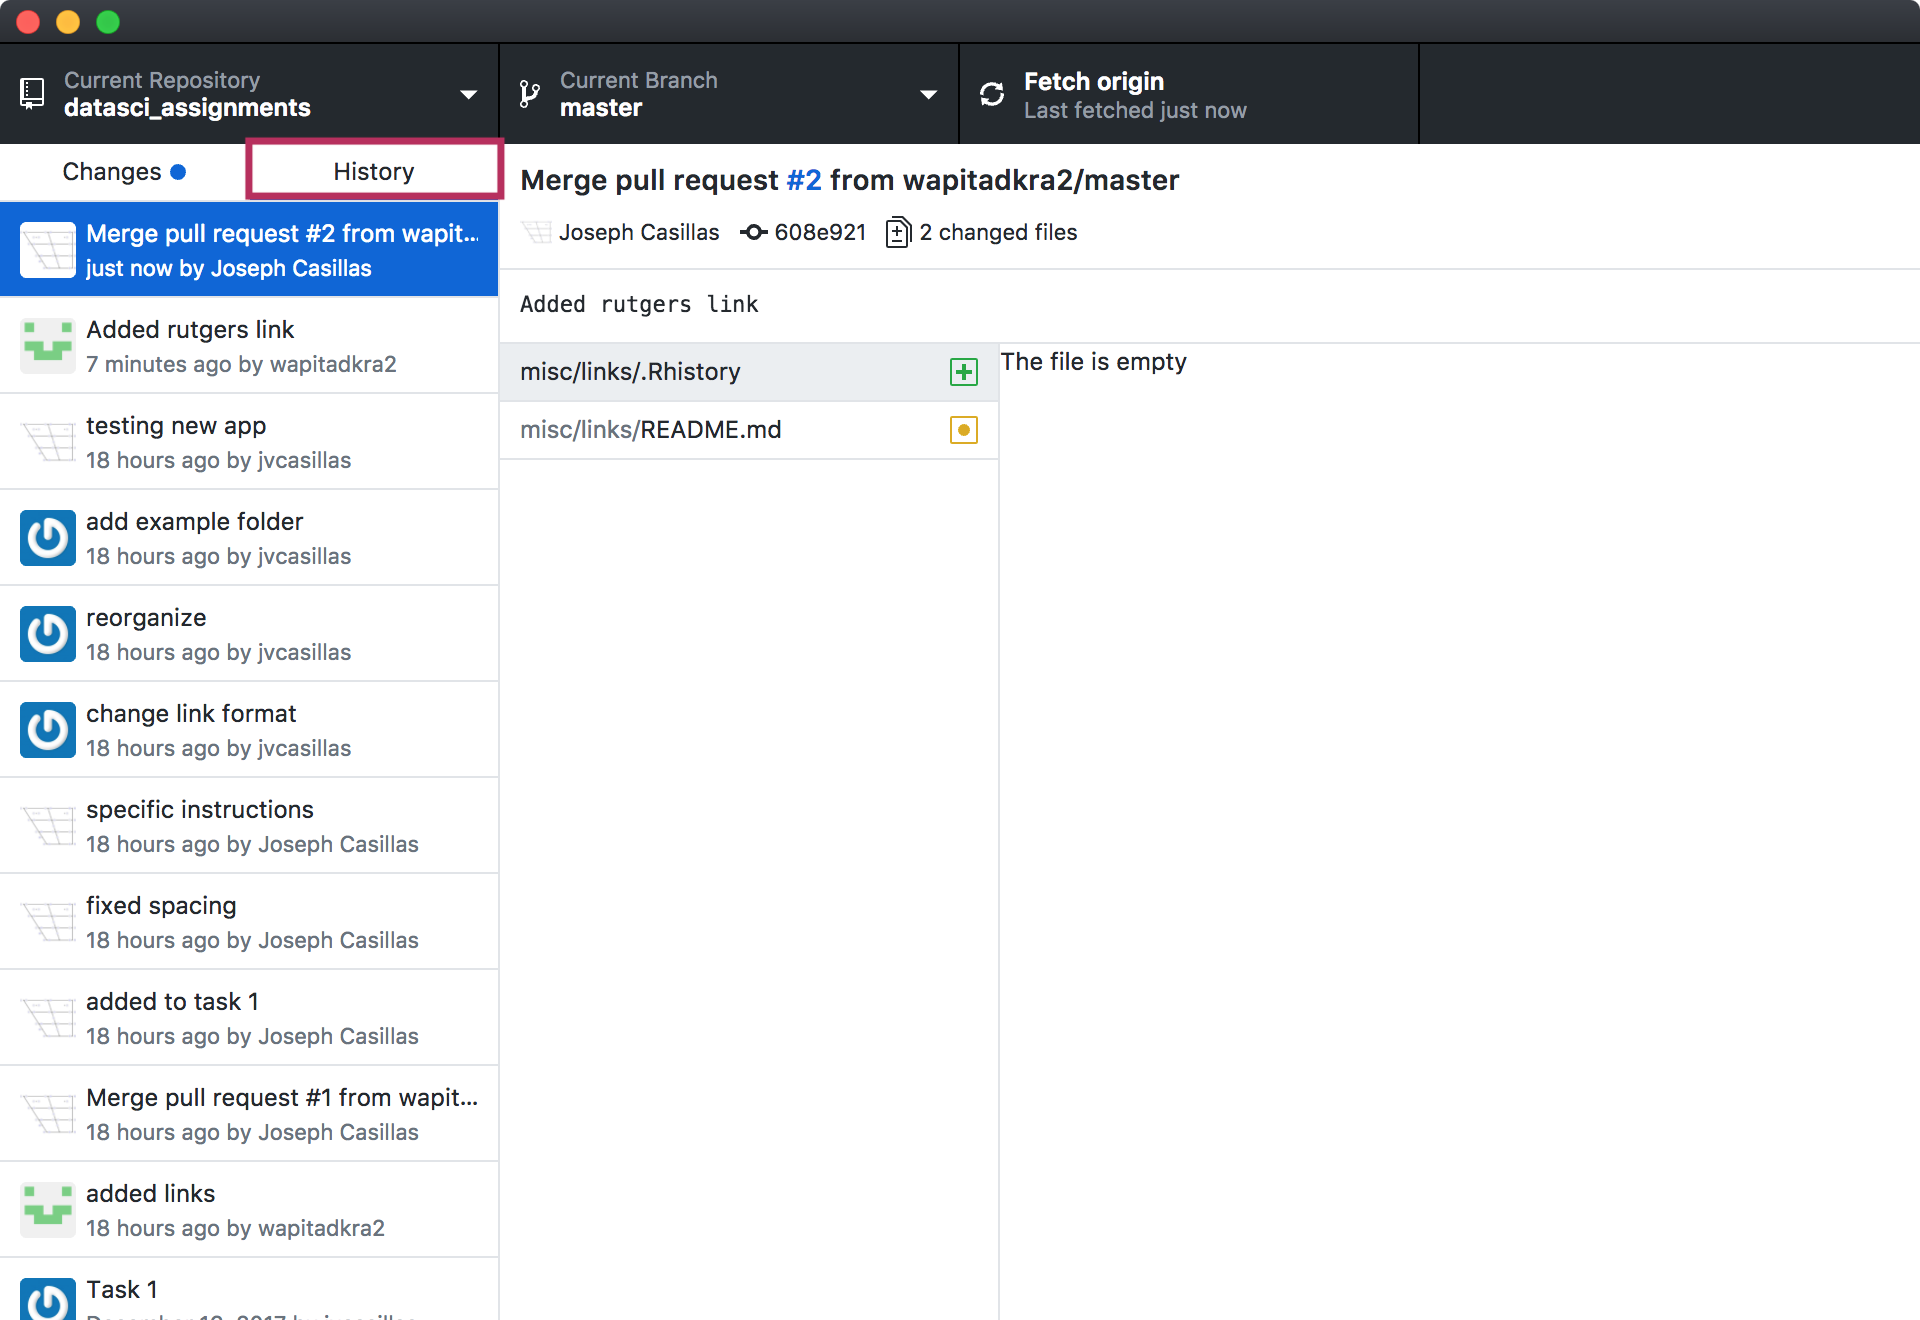 Current Repository
datasci_assignments
Current Branch
master
Fetch origin
Last fetched just now
Changes
History
Merge pull request #2 from wapit...
just now by Joseph Casillas
Added rutgers link
7 minutes ago by wapitadkra2
testing new app
18 hours ago by jvcasillas
add example folder
18 hours ago by jvcasillas
reorganize
18 hours ago by jvcasillas
change link format
18 hours ago by jvcasillas
specific instructions
18 hours ago by Joseph Casillas
fixed spacing
18 hours ago by Joseph Casillas
added to task 1
18 hours ago by Joseph Casillas
Merge pull request #1 from wapit...
18 hours ago by Joseph Casillas
added links
18 hours ago by wapitadkra2
Task 1
Merge pull request #2 from wapitadkra2/master
Joseph Casillas 608e921 2 changed files
Added rutgers link
misc/links/.Rhistory
misc/links/README.md
The file is empty